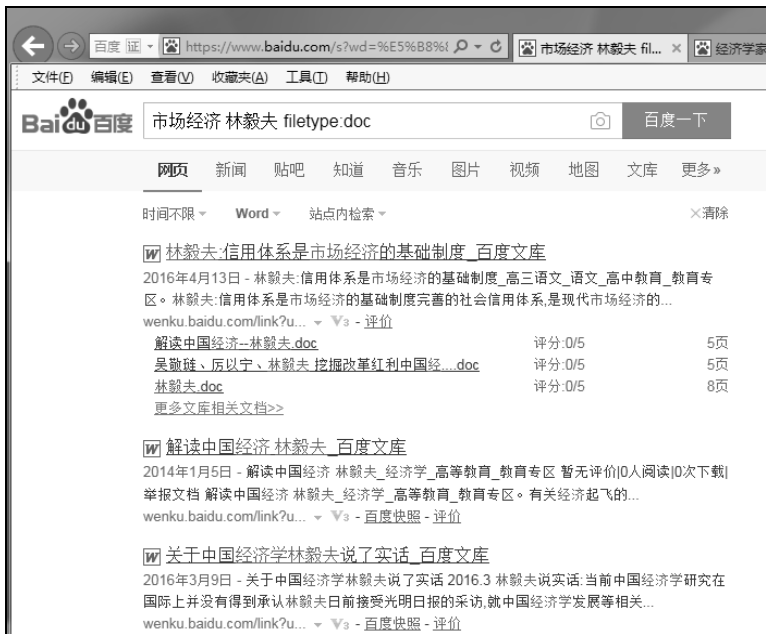 百度 证 https://www.baidu.com/s?wd=%E5%B8%8 市场经济 林毅夫 fil... × 经济学家
文件(F) 编辑(E) 查看(V) 收藏夹(A) 工具(T) 帮助(H)
Bai du 百度 市场经济 林毅夫 filetype:doc 百度一下
网页 新闻 贴吧 知道 音乐 图片 视频 地图 文库 更多»
时间不限 Word 站点内检索 ×清除
W 林毅夫:信用体系是市场经济的基础制度_百度文库
2016年4月13日 - 林毅夫:信用体系是市场经济的基础制度_高三语文_语文_高中教育_教育专
区。林毅夫:信用体系是市场经济的基础制度完善的社会信用体系,是现代市场经济的...
wenku.baidu.com/link?u... V3 - 评价
解读中国经济--林毅夫.doc 评分:0/5 5页
吴敬琏、厉以宁、林毅夫 挖掘改革红利中国经....doc 评分:0/5 5页
林毅夫.doc 评分:0/5 8页
更多文库相关文档>>
W 解读中国经济 林毅夫_百度文库
2014年1月5日 - 解读中国经济 林毅夫_经济学_高等教育_教育专区 暂无评价|0人阅读|0次下载|
举报文档 解读中国经济 林毅夫_经济学_高等教育_教育专区。有关经济起飞的...
wenku.baidu.com/link?u... V3 - 百度快照 - 评价
W 关于中国经济学林毅夫说了实话_百度文库
2016年3月9日 - 关于中国经济学林毅夫说了实话 2016.3 林毅夫说实话:当前中国经济学研究在
国际上并没有得到承认林毅夫日前接受光明日报的采访,就中国经济学发展等相关...
wenku.baidu.com/link?u... V3 - 百度快照 - 评价